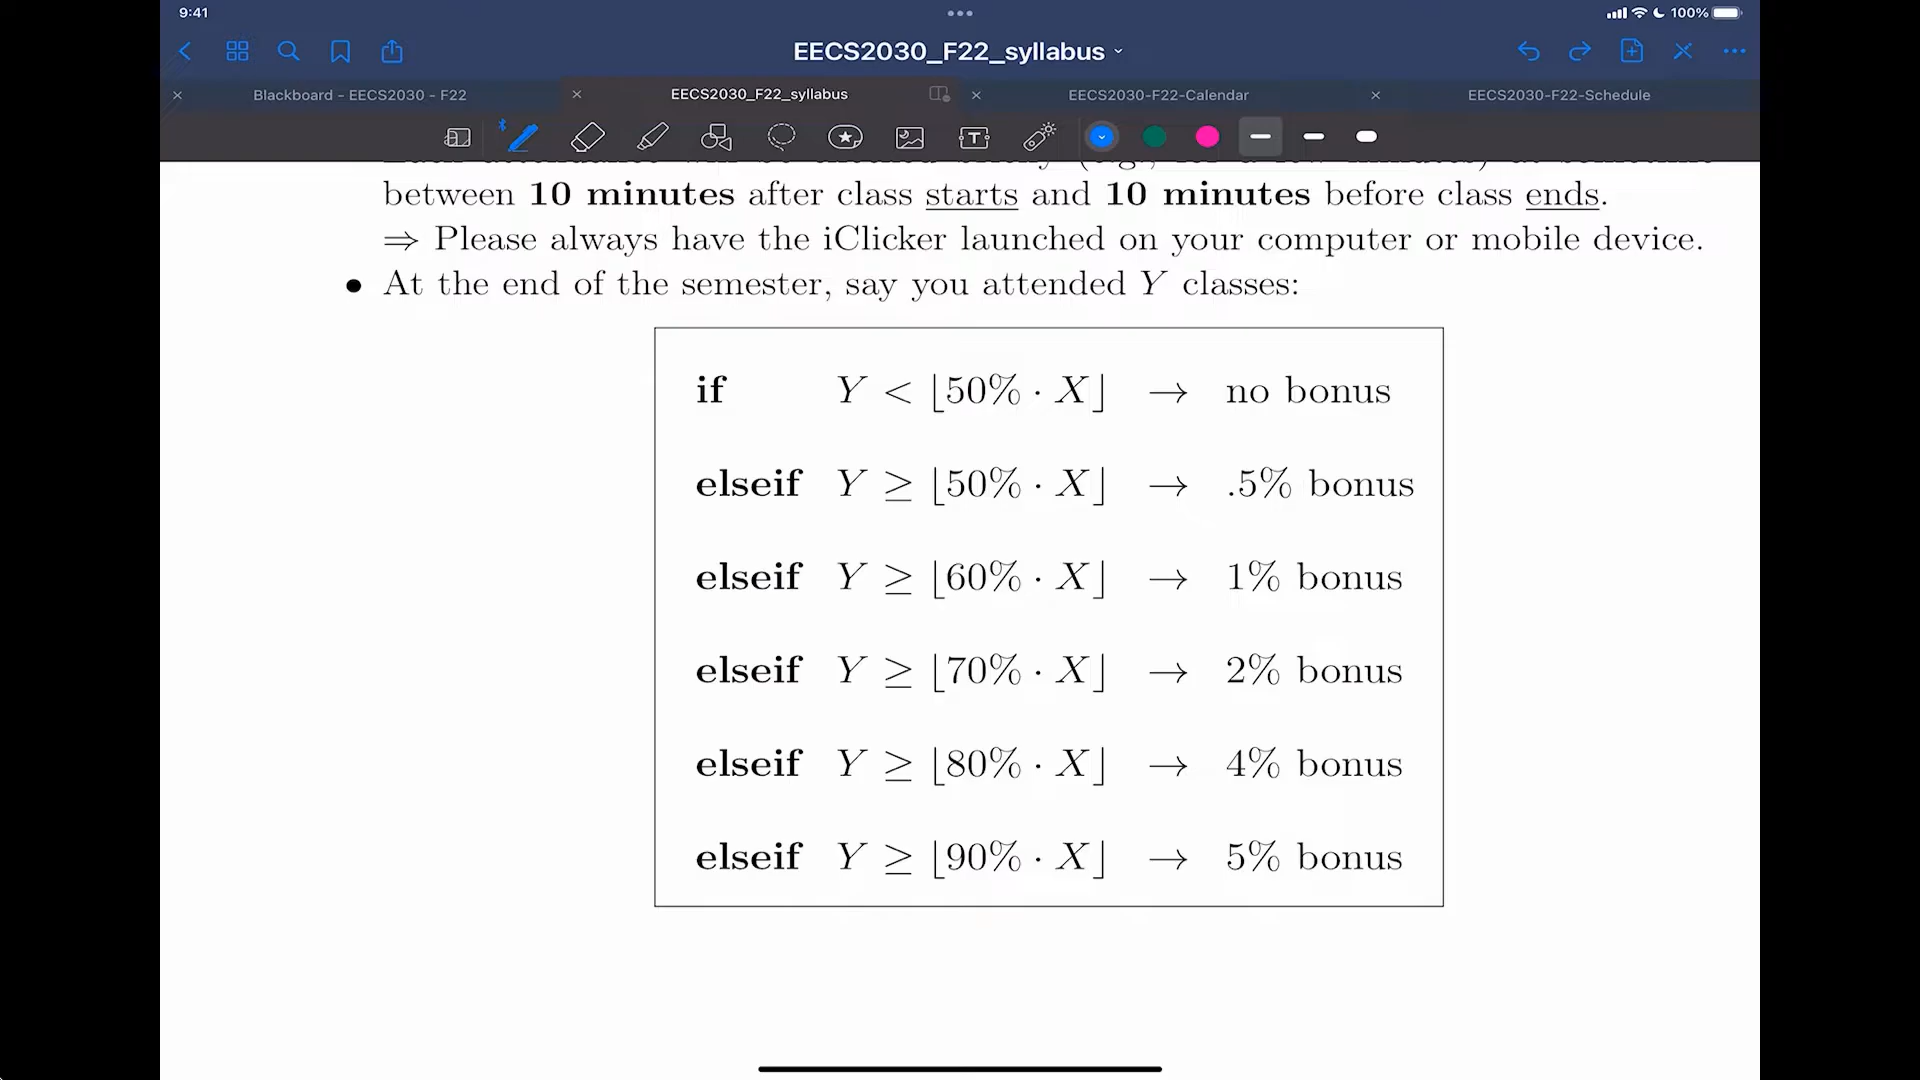 9:41
100%
EECS2030_F22_syllabus
Blackboard - EECS2030 - F22
EECS2030_F22_syllabus
EECS2030-F22-Calendar
EECS2030-F22-Schedule
between 10 minutes after class starts and 10 minutes before class ends.
⇒ Please always have the iClicker launched on your computer or mobile device.
• At the end of the semester, say you attended Y classes:
if Y < ⌊50% · X⌋ → no bonus
elseif Y ≥ ⌊50% · X⌋ → .5% bonus
elseif Y ≥ ⌊60% · X⌋ → 1% bonus
elseif Y ≥ ⌊70% · X⌋ → 2% bonus
elseif Y ≥ ⌊80% · X⌋ → 4% bonus
elseif Y ≥ ⌊90% · X⌋ → 5% bonus